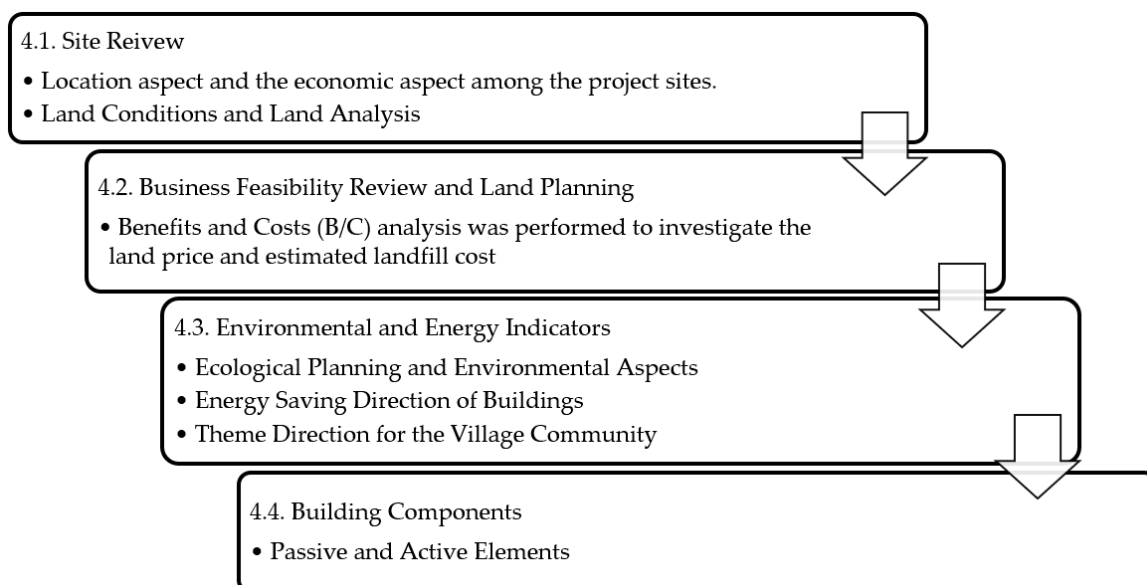 4.1. Site Reivew
• Location aspect and the economic aspect among the project sites.
• Land Conditions and Land Analysis
4.2. Business Feasibility Review and Land Planning
• Benefits and Costs (B/C) analysis was performed to investigate the
land price and estimated landfill cost
4.3. Environmental and Energy Indicators
• Ecological Planning and Environmental Aspects
• Energy Saving Direction of Buildings
• Theme Direction for the Village Community
4.4. Building Components
• Passive and Active Elements